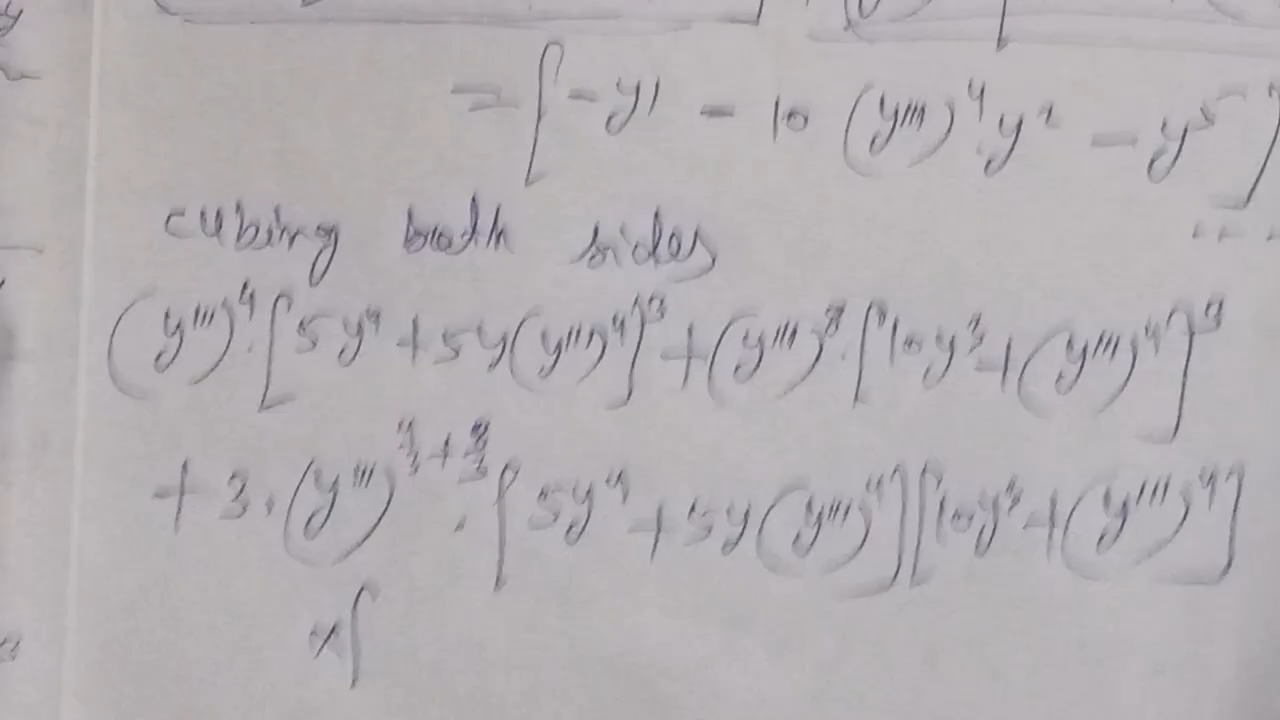 = [-y' - 10 (y''')^4 . y^2 - y^5]
cubing both sides
(y''')^4 . [5y^4 + 5y(y''')^4]^3 + (y''')^8 . [10y^3 + (y''')^4]^3
+ 3 . (y''')^{4/3 + 8/3} . [5y^4 + 5y(y''')^4][10y^3 + (y''')^4]
x[